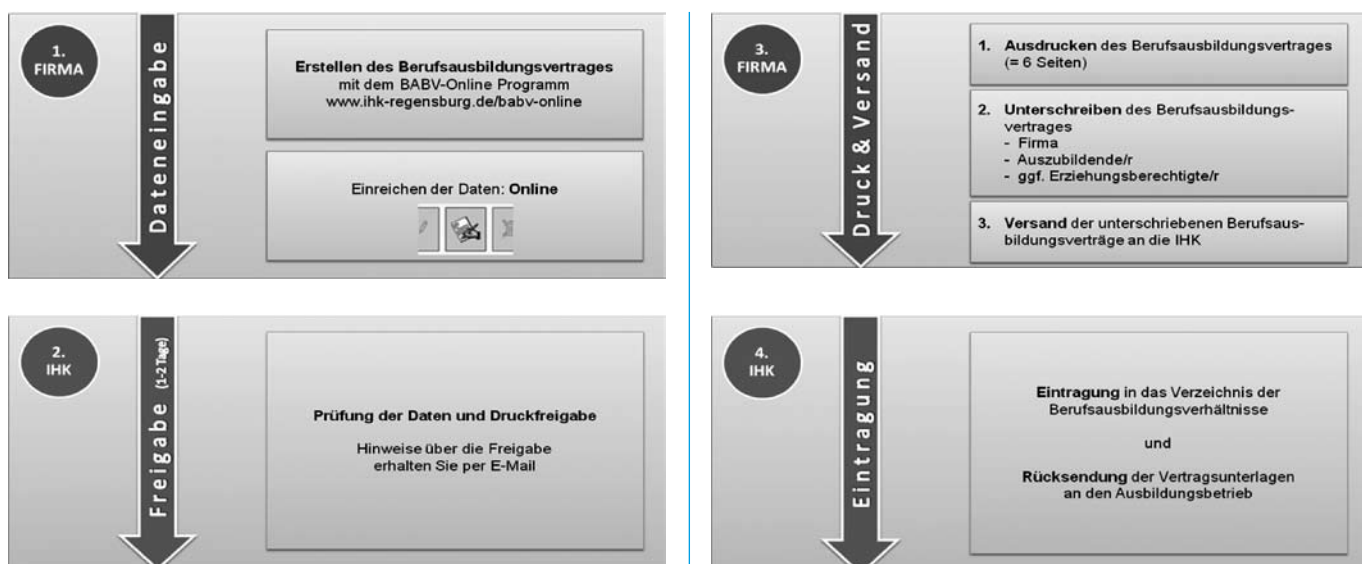 1.
FIRMA
Dateneingabe
Erstellen des Berufsausbildungsvertrages
mit dem BABV-Online Programm
www.ihk-regensburg.de/babv-online
Einreichen der Daten: Online
2.
IHK
Freigabe (1-2 Tage)
Prüfung der Daten und Druckfreigabe
Hinweise über die Freigabe
erhalten Sie per E-Mail
3.
FIRMA
Druck & Versand
1. Ausdrucken des Berufsausbildungsvertrages
(= 6 Seiten)
2. Unterschreiben des Berufsausbildungs-
vertrages
- Firma
- Auszubildende/r
- ggf. Erziehungsberechtigte/r
3. Versand der unterschriebenen Berufsaus-
bildungsverträge an die IHK
4.
IHK
Eintragung
Eintragung in das Verzeichnis der
Berufsausbildungsverhältnisse
und
Rücksendung der Vertragsunterlagen
an den Ausbildungsbetrieb